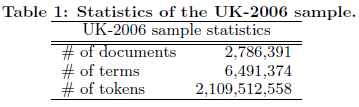 Table 1: Statistics of the UK-2006 sample.
UK-2006 sample statistics
# of documents 2,786,391
# of terms 6,491,374
# of tokens 2,109,512,558